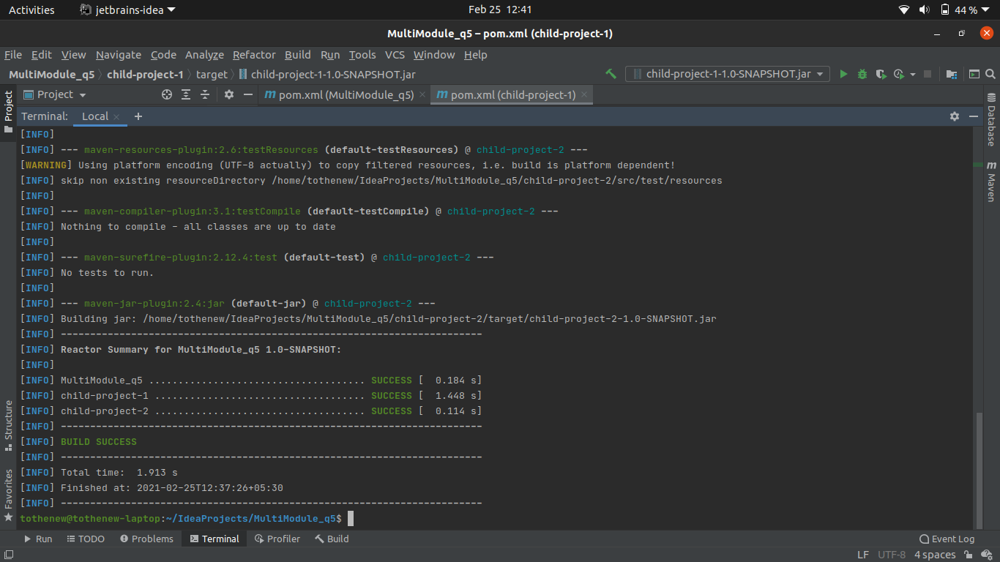 Activities jetbrains-idea Feb 25 12:41 44 %
MultiModule_q5 – pom.xml (child-project-1)
File Edit View Navigate Code Analyze Refactor Build Run Tools VCS Window Help
MultiModule_q5 child-project-1 target child-project-1-1.0-SNAPSHOT.jar child-project-1-1.0-SNAPSHOT.jar
Project Project pom.xml (MultiModule_q5) pom.xml (child-project-1)
Terminal: Local +
[INFO]
[INFO] --- maven-resources-plugin:2.6:testResources (default-testResources) @ child-project-2 ---
[WARNING] Using platform encoding (UTF-8 actually) to copy filtered resources, i.e. build is platform dependent!
[INFO] skip non existing resourceDirectory /home/tothenew/IdeaProjects/MultiModule_q5/child-project-2/src/test/resources
[INFO]
[INFO] --- maven-compiler-plugin:3.1:testCompile (default-testCompile) @ child-project-2 ---
[INFO] Nothing to compile - all classes are up to date
[INFO]
[INFO] --- maven-surefire-plugin:2.12.4:test (default-test) @ child-project-2 ---
[INFO] No tests to run.
[INFO]
[INFO] --- maven-jar-plugin:2.4:jar (default-jar) @ child-project-2 ---
[INFO] Building jar: /home/tothenew/IdeaProjects/MultiModule_q5/child-project-2/target/child-project-2-1.0-SNAPSHOT.jar
[INFO] ------------------------------------------------------------------------
[INFO] Reactor Summary for MultiModule_q5 1.0-SNAPSHOT:
[INFO]
[INFO] MultiModule_q5 ..................................... SUCCESS [  0.184 s]
[INFO] child-project-1 .................................... SUCCESS [  1.448 s]
[INFO] child-project-2 .................................... SUCCESS [  0.114 s]
[INFO] ------------------------------------------------------------------------
[INFO] BUILD SUCCESS
[INFO] ------------------------------------------------------------------------
[INFO] Total time:  1.913 s
[INFO] Finished at: 2021-02-25T12:37:26+05:30
[INFO] ------------------------------------------------------------------------
tothenew@tothenew-laptop:~/IdeaProjects/MultiModule_q5$
Structure
Favorites
Database
Maven
Run TODO Problems Terminal Profiler Build Event Log
LF UTF-8 4 spaces